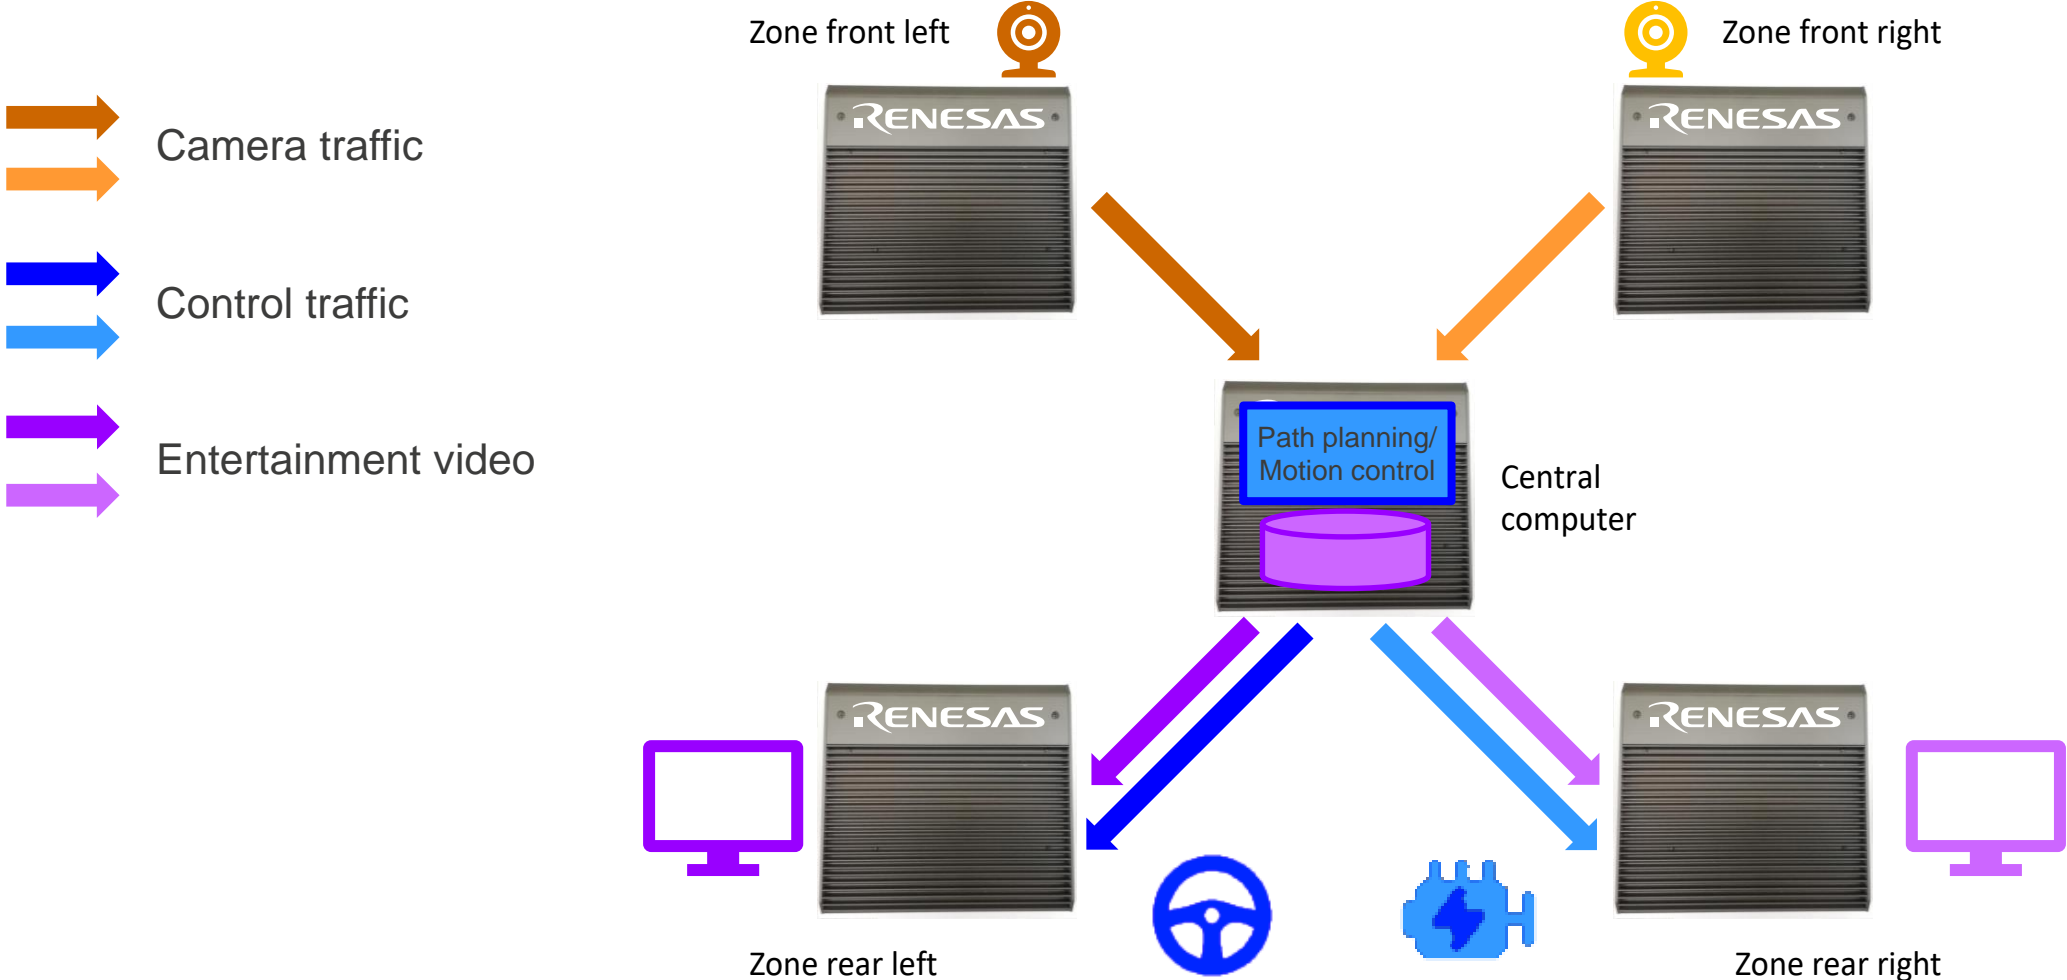 Zone front left
Zone front right
RENESAS
RENESAS
Camera traffic
Control traffic
Entertainment video
Path planning/
Motion control
Central
computer
RENESAS
RENESAS
Zone rear left
Zone rear right